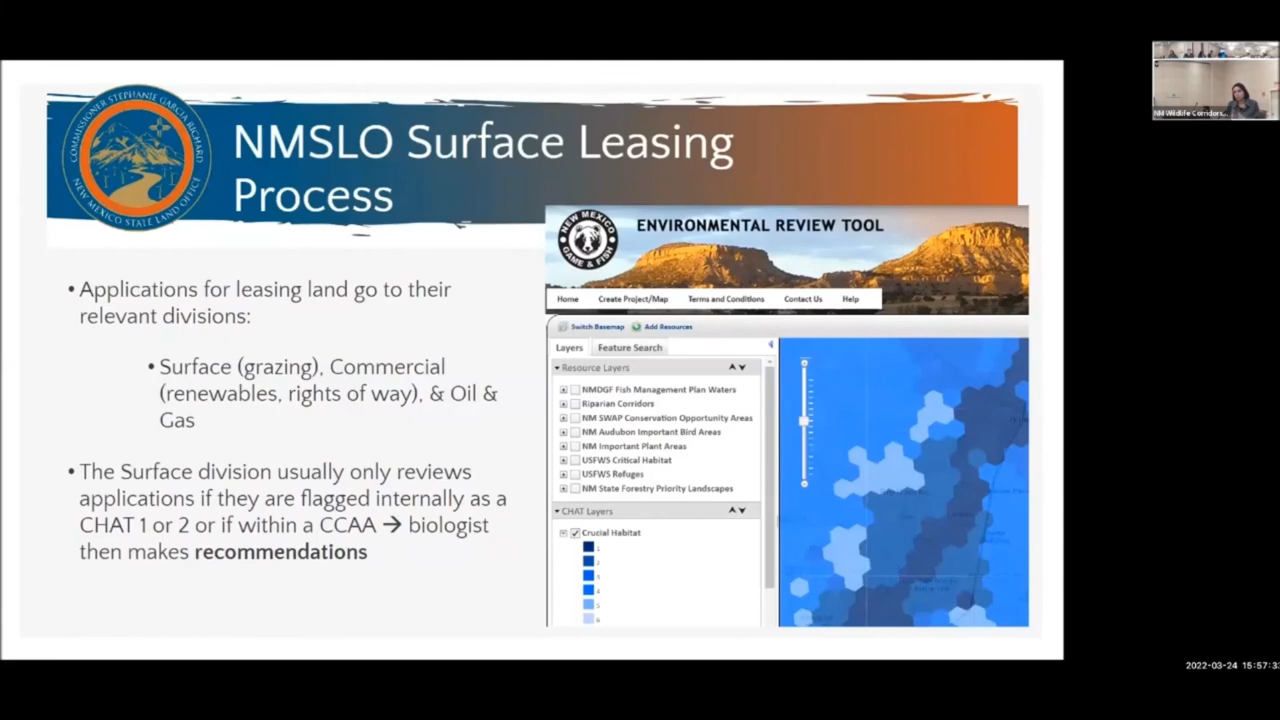 COMMISSIONER STEPHANIE GARCIA RICHARD
NEW MEXICO STATE LAND OFFICE
NMSLO Surface Leasing
Process
• Applications for leasing land go to their
relevant divisions:
• Surface (grazing), Commercial
(renewables, rights of way), & Oil &
Gas
• The Surface division usually only reviews
applications if they are flagged internally as a
CHAT 1 or 2 or if within a CCAA → biologist
then makes recommendations
NEW MEXICO
GAME & FISH
ENVIRONMENTAL REVIEW TOOL
Home Create Project/Map Terms and Conditions Contact Us Help
Switch Basemap Add Resources
Layers Feature Search
Resource Layers
NMDGF Fish Management Plan Waters
Riparian Corridors
NM SWAP Conservation Opportunity Areas
NM Audubon Important Bird Areas
NM Important Plant Areas
USFWS Critical Habitat
USFWS Refuges
NM State Forestry Priority Landscapes
CHAT Layers
Crucial Habitat
1
2
3
4
5
6
NM Wildlife Corridors...
2022-03-24 15:57:33